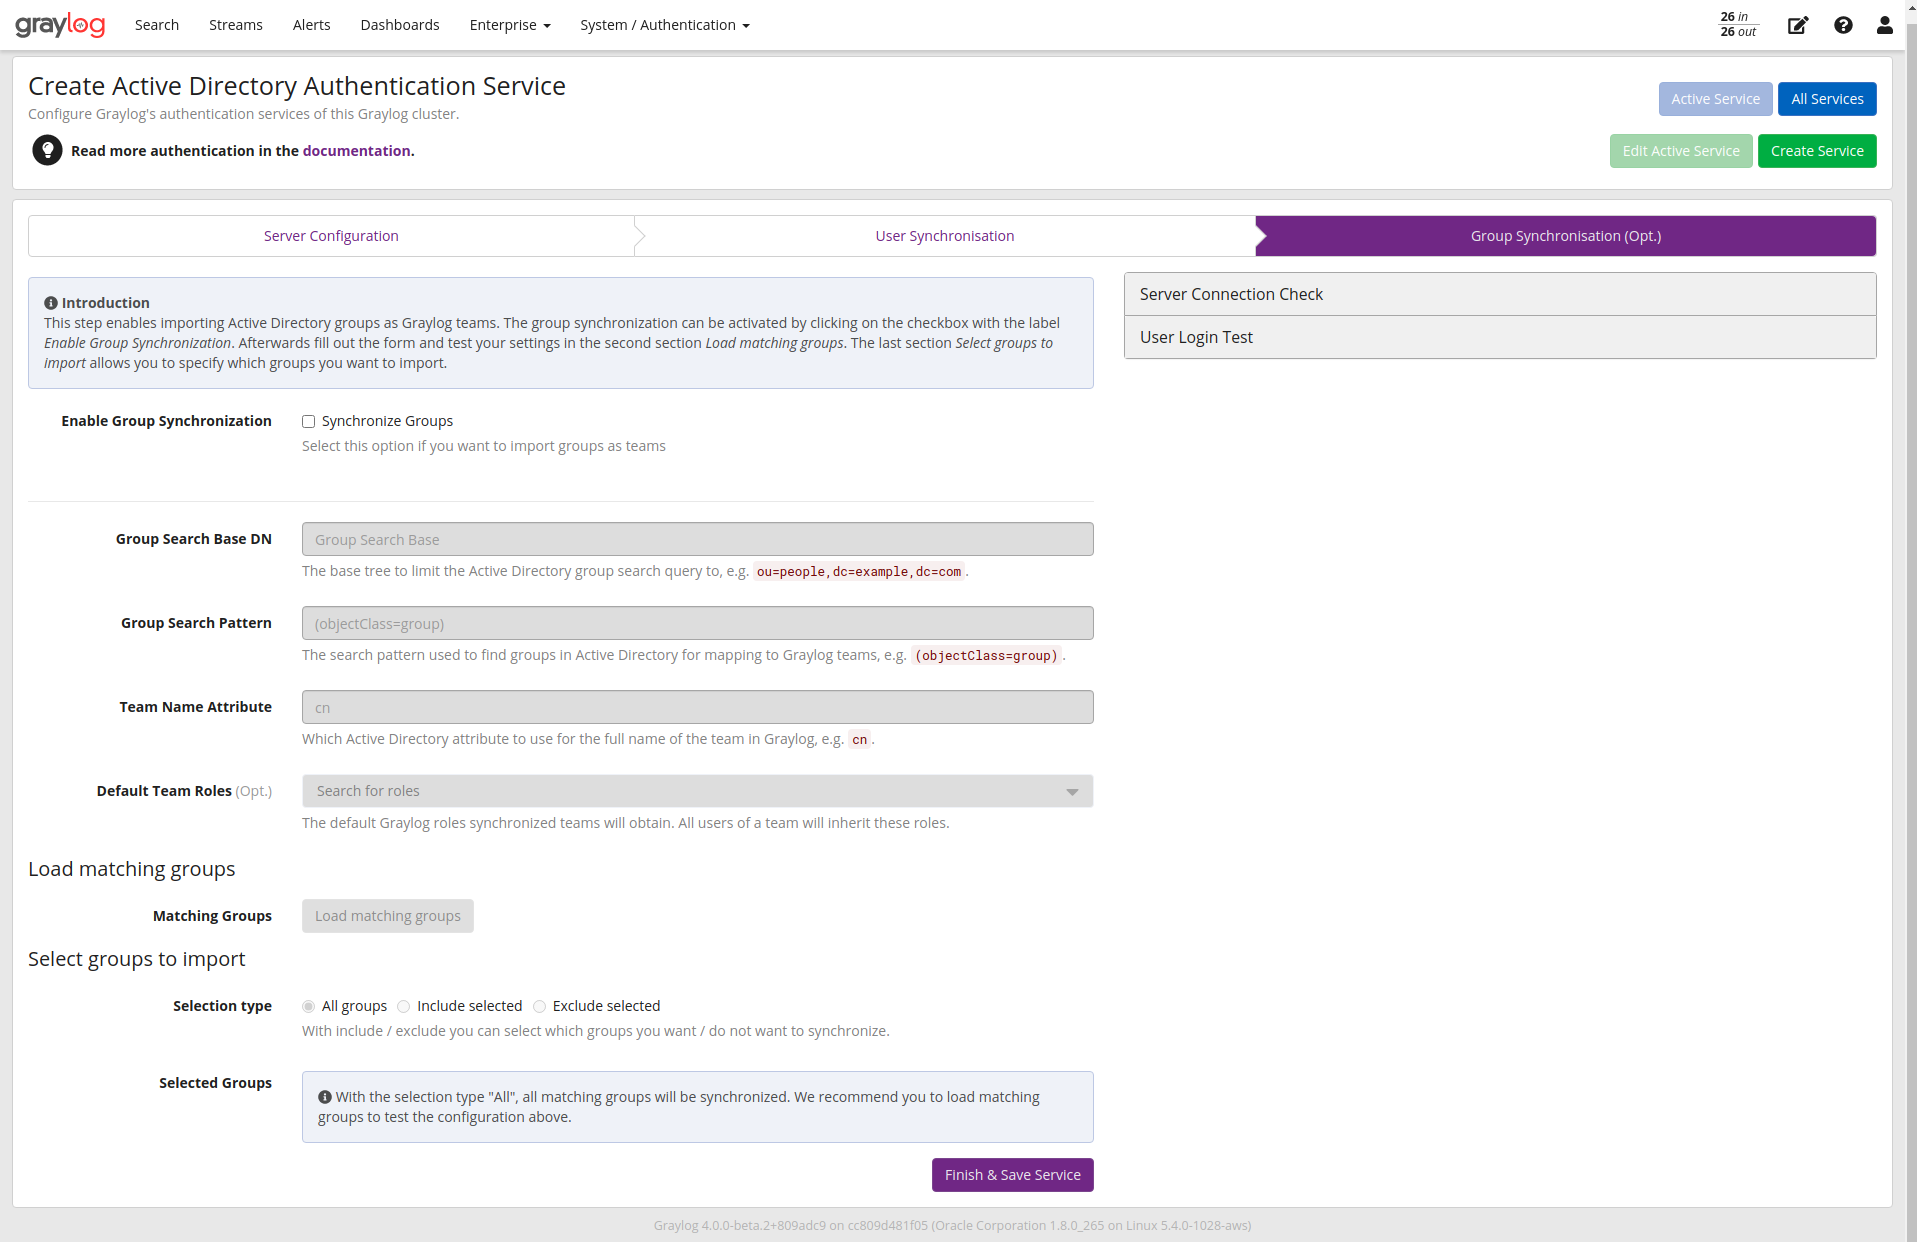 graylog
Search
Streams
Alerts
Dashboards
Enterprise
System / Authentication
26 in
26 out
Create Active Directory Authentication Service
Configure Graylog's authentication services of this Graylog cluster.
Active Service
All Services
Read more authentication in the documentation.
Edit Active Service
Create Service
Server Configuration
User Synchronisation
Group Synchronisation (Opt.)
Introduction
This step enables importing Active Directory groups as Graylog teams. The group synchronization can be activated by clicking on the checkbox with the label
Enable Group Synchronization. Afterwards fill out the form and test your settings in the second section Load matching groups. The last section Select groups to
import allows you to specify which groups you want to import.
Server Connection Check
User Login Test
Enable Group Synchronization
Synchronize Groups
Select this option if you want to import groups as teams
Group Search Base DN
Group Search Base
The base tree to limit the Active Directory group search query to, e.g. ou=people,dc=example,dc=com.
Group Search Pattern
(objectClass=group)
The search pattern used to find groups in Active Directory for mapping to Graylog teams, e.g. (objectClass=group).
Team Name Attribute
cn
Which Active Directory attribute to use for the full name of the team in Graylog, e.g. cn.
Default Team Roles (Opt.)
Search for roles
The default Graylog roles synchronized teams will obtain. All users of a team will inherit these roles.
Load matching groups
Matching Groups
Load matching groups
Select groups to import
Selection type
All groups
Include selected
Exclude selected
With include / exclude you can select which groups you want / do not want to synchronize.
Selected Groups
With the selection type "All", all matching groups will be synchronized. We recommend you to load matching
groups to test the configuration above.
Finish & Save Service
Graylog 4.0.0-beta.2+809adc9 on cc809d481f05 (Oracle Corporation 1.8.0_265 on Linux 5.4.0-1028-aws)